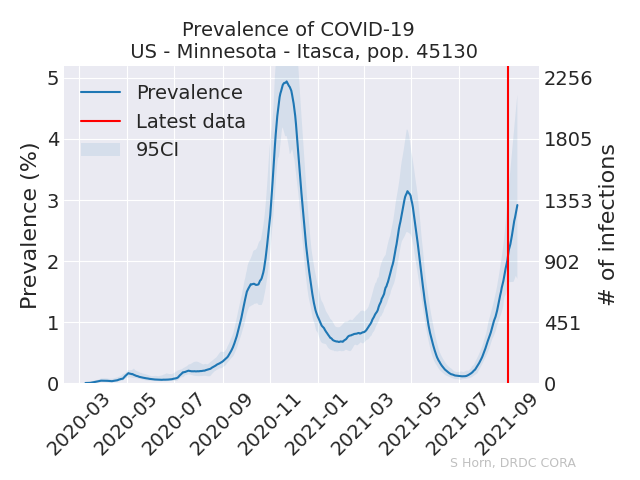 Prevalence of COVID-19
US - Minnesota - Itasca, pop. 45130
Prevalence
Latest data
95CI
Prevalence (%)
5
4
3
2
1
0
2256
1805
1353
902
451
0
# of infections
2020-03
2020-05
2020-07
2020-09
2020-11
2021-01
2021-03
2021-05
2021-07
2021-09
S Horn, DRDC CORA